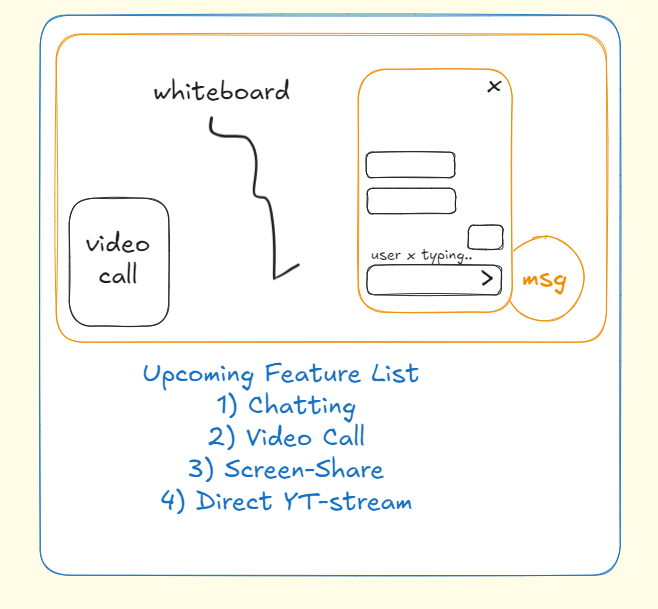 whiteboard
x
video
call
user x typing..
>
msg
Upcoming Feature List
1) Chatting
2) Video Call
3) Screen-Share
4) Direct YT-stream